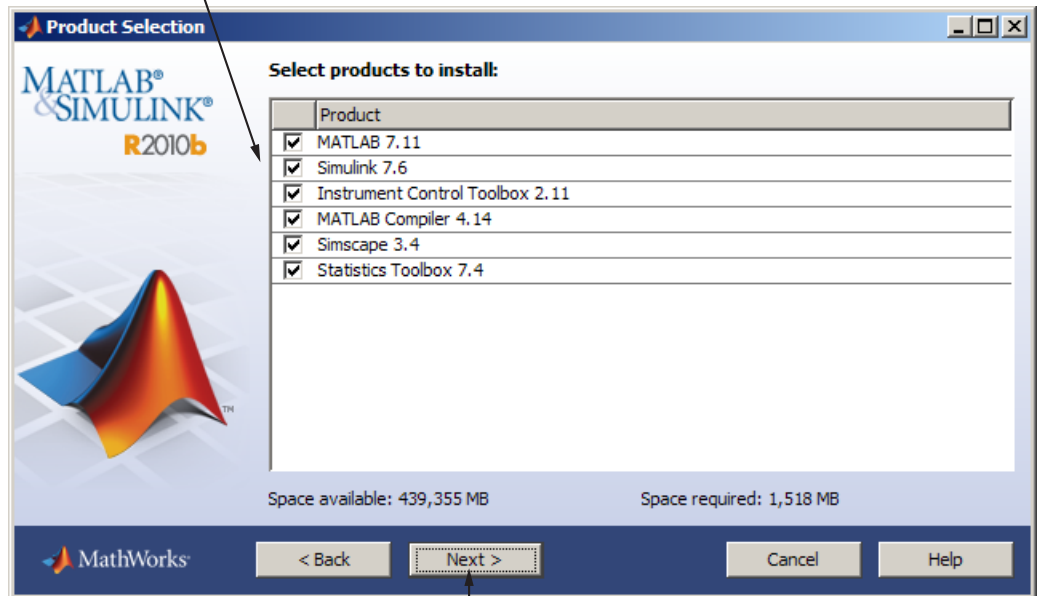 Product Selection
MATLAB®
&SIMULINK®
R2010b
TM
Select products to install:
Product
MATLAB 7.11
Simulink 7.6
Instrument Control Toolbox 2.11
MATLAB Compiler 4.14
Simscape 3.4
Statistics Toolbox 7.4
Space available: 439,355 MB Space required: 1,518 MB
MathWorks
< Back Next > Cancel Help